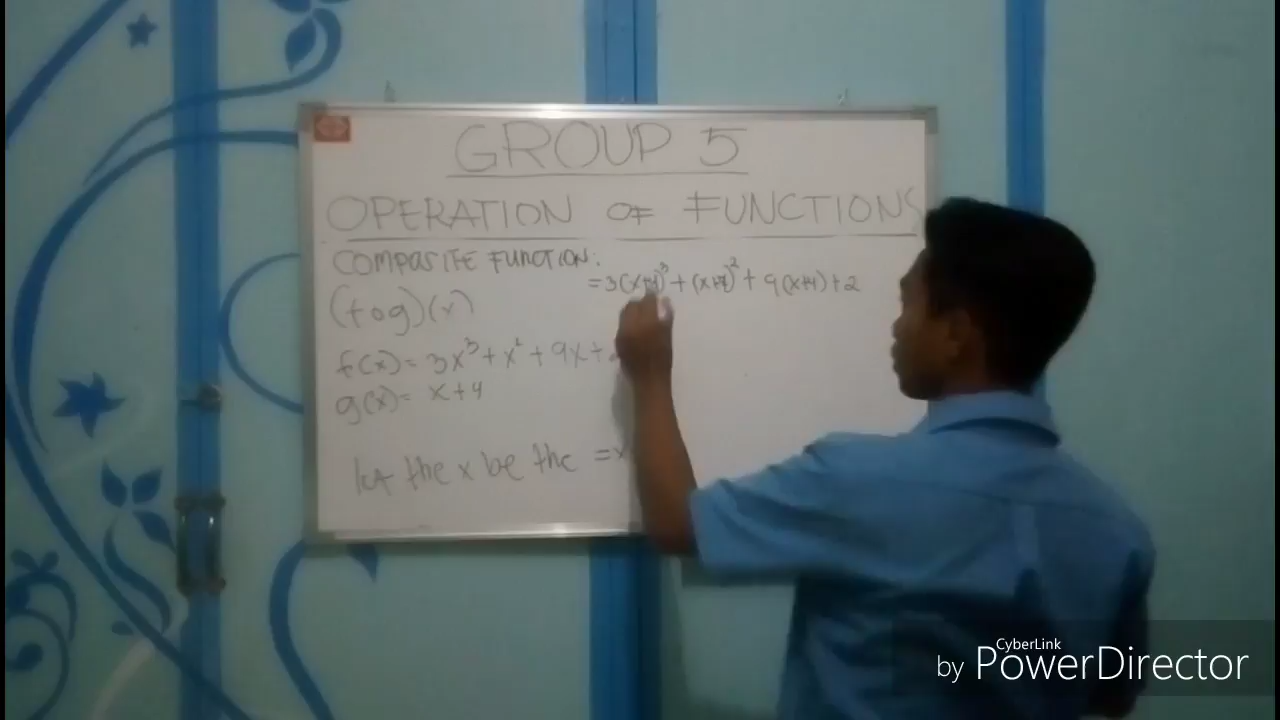 GROUP 5
OPERATION OF FUNCTIONS
COMPOSITE FUNCTION:
(fog)(x)
f(x)= 3x³+x²+9x+
g(x)= x+4
let the x be the =x
=3(x+4)³+(x+4)²+9(x+4)+2
CyberLink
by PowerDirector